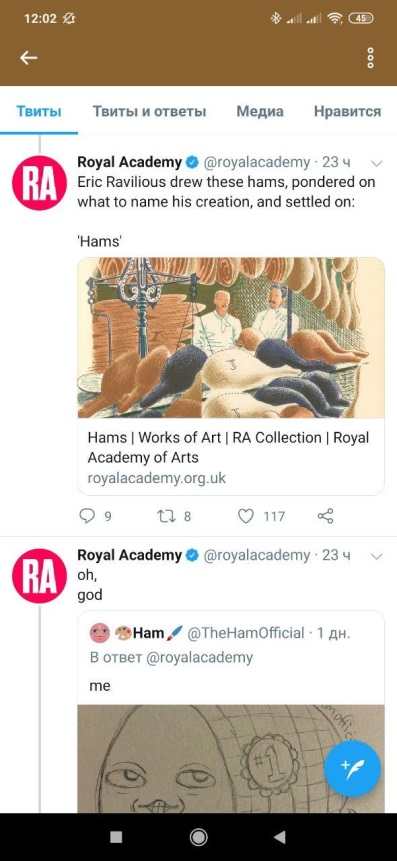 12:02
45
Твиты
Твиты и ответы
Медиа
Нравится
RA
Royal Academy @royalacademy · 23 ч
Eric Ravilious drew these hams, pondered on
what to name his creation, and settled on:
'Hams'
Hams | Works of Art | RA Collection | Royal
Academy of Arts
royalacademy.org.uk
9
8
117
RA
Royal Academy @royalacademy · 23 ч
oh,
god
Ham @TheHamOfficial · 1 дн.
В ответ @royalacademy
me
#1